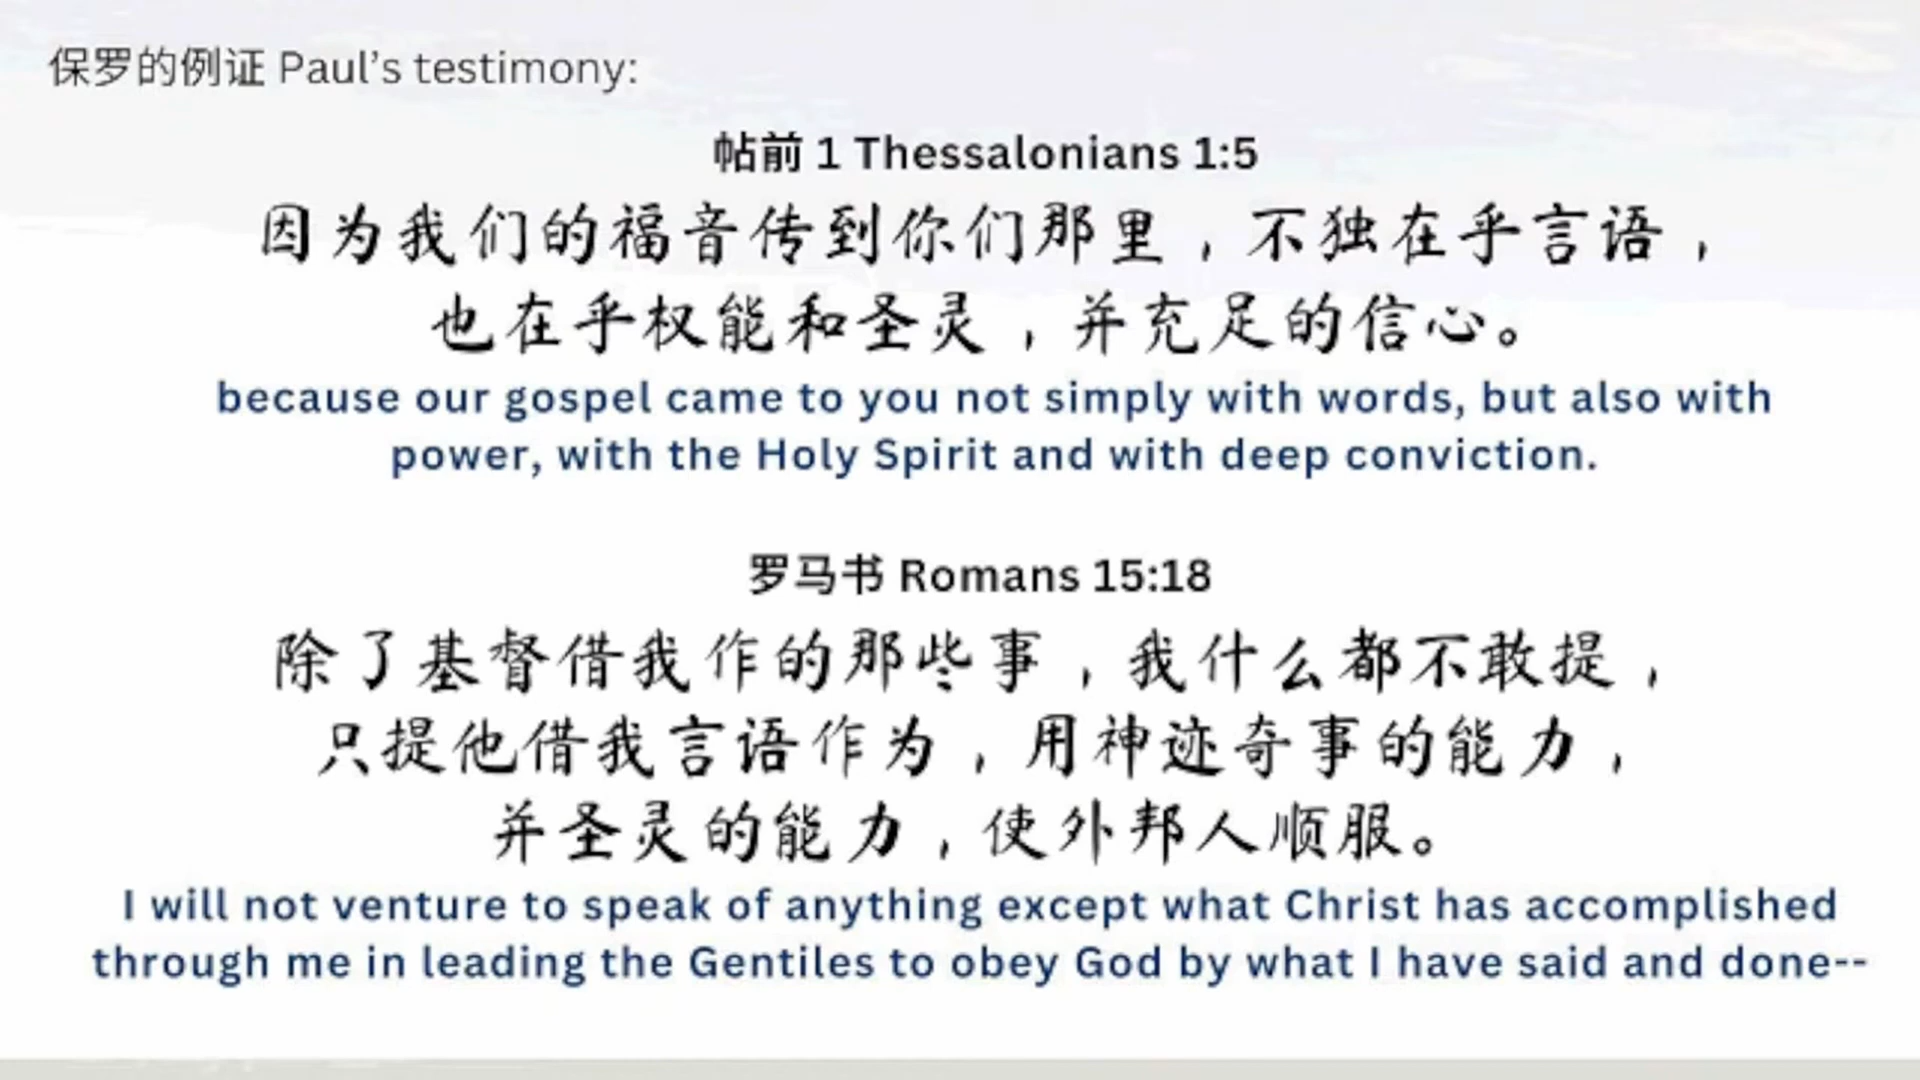 保罗的例证 Paul's testimony:
帖前 1 Thessalonians 1:5
因为我们的福音传到你们那里，不独在乎言语，
也在乎权能和圣灵，并充足的信心。
because our gospel came to you not simply with words, but also with
power, with the Holy Spirit and with deep conviction.
罗马书 Romans 15:18
除了基督借我作的那些事，我什么都不敢提，
只提他借我言语作为，用神迹奇事的能力，
并圣灵的能力，使外邦人顺服。
I will not venture to speak of anything except what Christ has accomplished
through me in leading the Gentiles to obey God by what I have said and done--